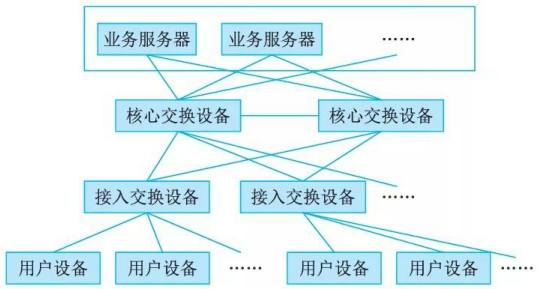 业务服务器 业务服务器 ……
核心交换设备 核心交换设备
接入交换设备 接入交换设备 ……
用户设备 用户设备 …… 用户设备 用户设备 ……